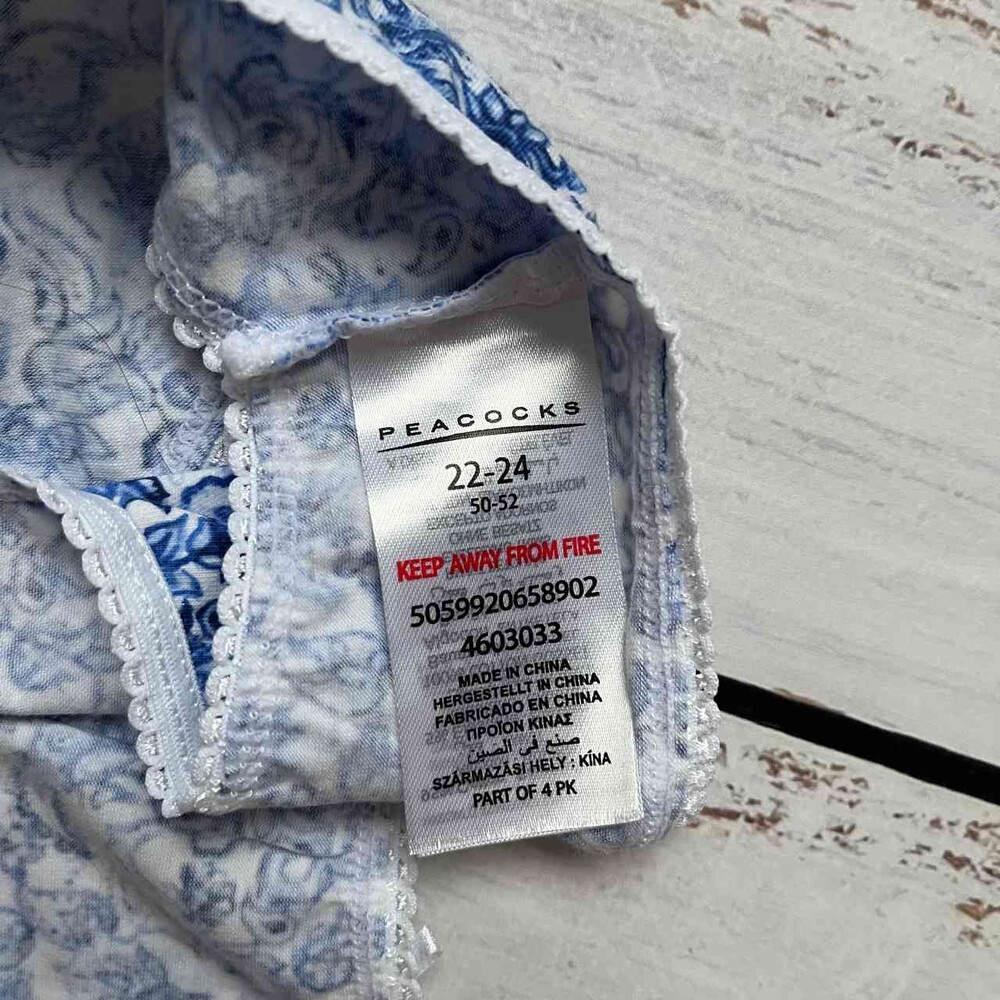 PEACOCKS
22-24
50-52
KEEP AWAY FROM FIRE
5059920658902
4603033
MADE IN CHINA
HERGESTELLT IN CHINA
FABRICADO EN CHINA
ΠΡΟΪΟΝ ΚΙΝΑΣ
صنع في الصين
SZÁRMAZÁSI HELY : KÍNA
PART OF 4 PK